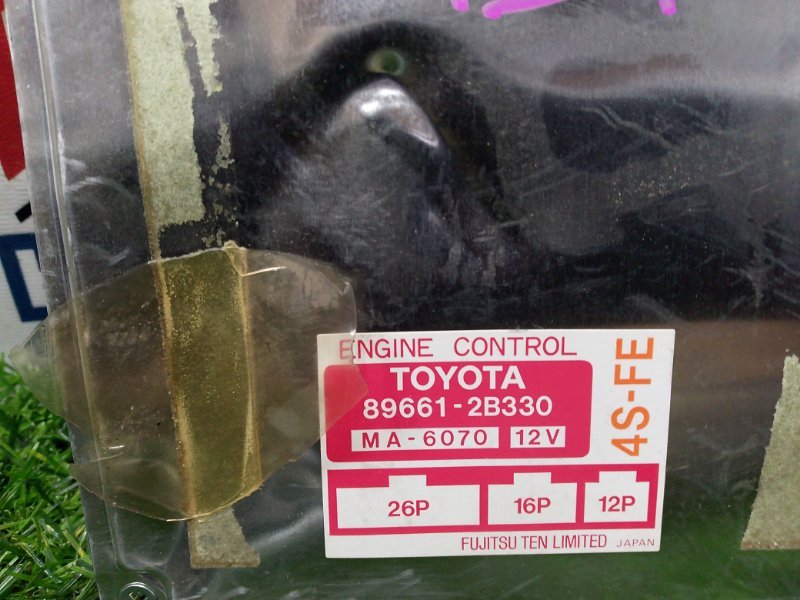 ENGINE CONTROL
TOYOTA
89661-2B330
MA-6070 12V
4S-FE
26P 16P 12P
FUJITSU TEN LIMITED JAPAN